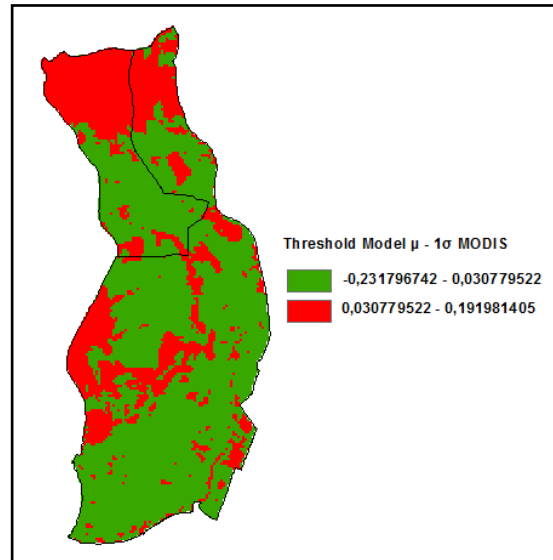 Threshold Model µ - 1σ MODIS
-0,231796742 - 0,030779522
0,030779522 - 0,191981405